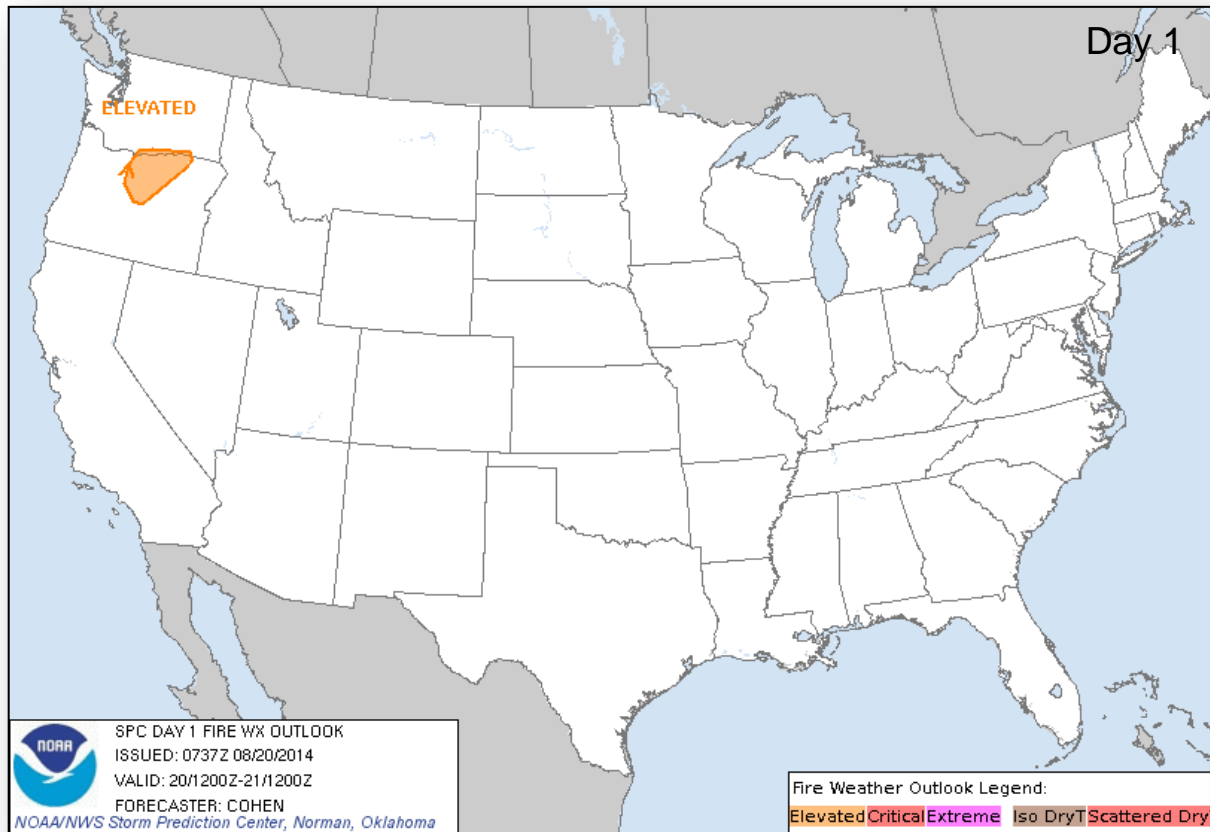 Day 1
ELEVATED
NOAA
SPC DAY 1 FIRE WX OUTLOOK
ISSUED: 0737Z 08/20/2014
VALID: 20/1200Z-21/1200Z
FORECASTER: COHEN
NOAA/NWS Storm Prediction Center, Norman, Oklahoma
Fire Weather Outlook Legend:
Elevated Critical Extreme Iso DryT Scattered Dry